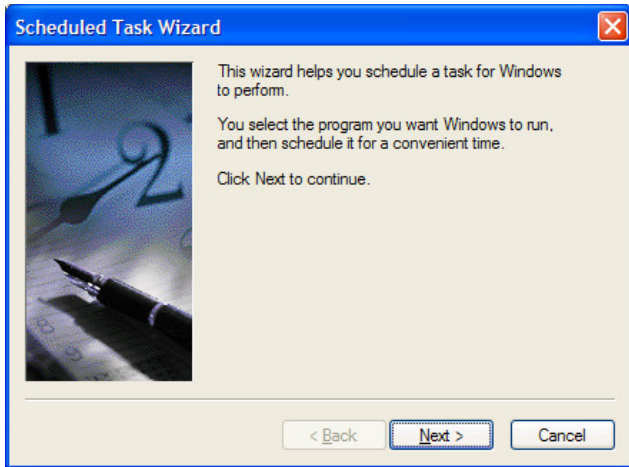 Scheduled Task Wizard
This wizard helps you schedule a task for Windows
to perform.
You select the program you want Windows to run,
and then schedule it for a convenient time.
Click Next to continue.
2
< Back
Next >
Cancel